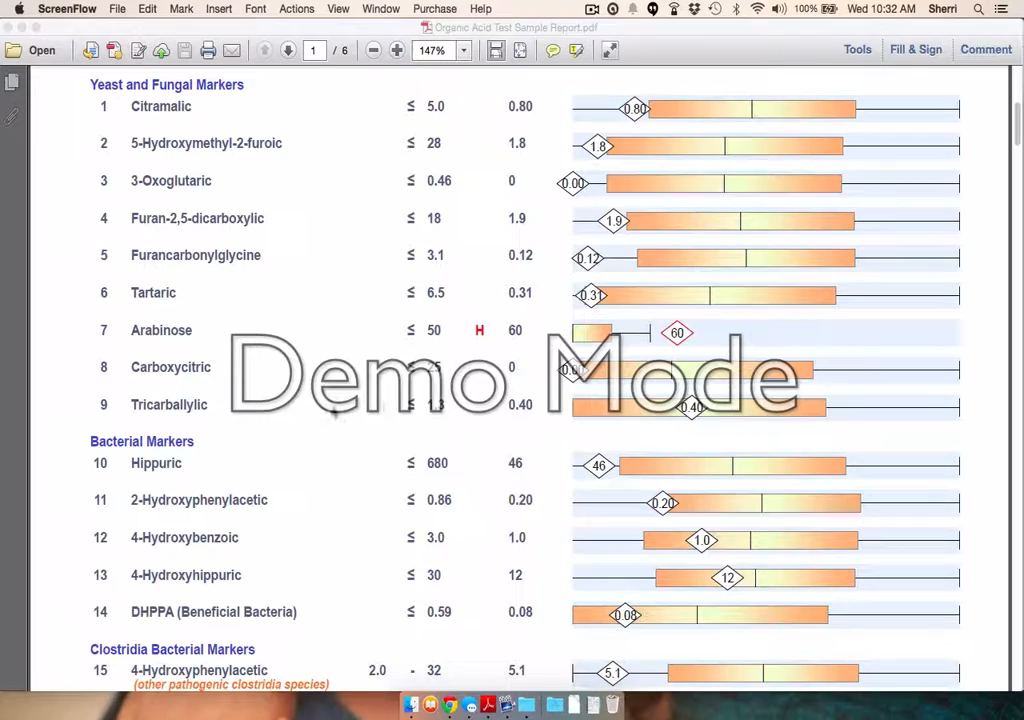 ScreenFlow File Edit Mark Insert Font Actions View Window Purchase Help 100% Wed 10:32 AM Sherri
Organic Acid Test Sample Report.pdf
Open 1 / 6 147% Tools Fill & Sign Comment
Yeast and Fungal Markers
1 Citramalic ≤ 5.0 0.80 0.80
2 5-Hydroxymethyl-2-furoic ≤ 28 1.8 1.8
3 3-Oxoglutaric ≤ 0.46 0 0.00
4 Furan-2,5-dicarboxylic ≤ 18 1.9 1.9
5 Furancarbonylglycine ≤ 3.1 0.12 0.12
6 Tartaric ≤ 6.5 0.31 0.31
7 Arabinose ≤ 50 H 60 60
8 Carboxycitric ≤ 25 0 0.00
Demo Mode
9 Tricarballylic ≤ 1.3 0.40 0.40
Bacterial Markers
10 Hippuric ≤ 680 46 46
11 2-Hydroxyphenylacetic ≤ 0.86 0.20 0.20
12 4-Hydroxybenzoic ≤ 3.0 1.0 1.0
13 4-Hydroxyhippuric ≤ 30 12 12
14 DHPPA (Beneficial Bacteria) ≤ 0.59 0.08 0.08
Clostridia Bacterial Markers
15 4-Hydroxyphenylacetic 2.0 - 32 5.1 5.1
(other pathogenic clostridia species)